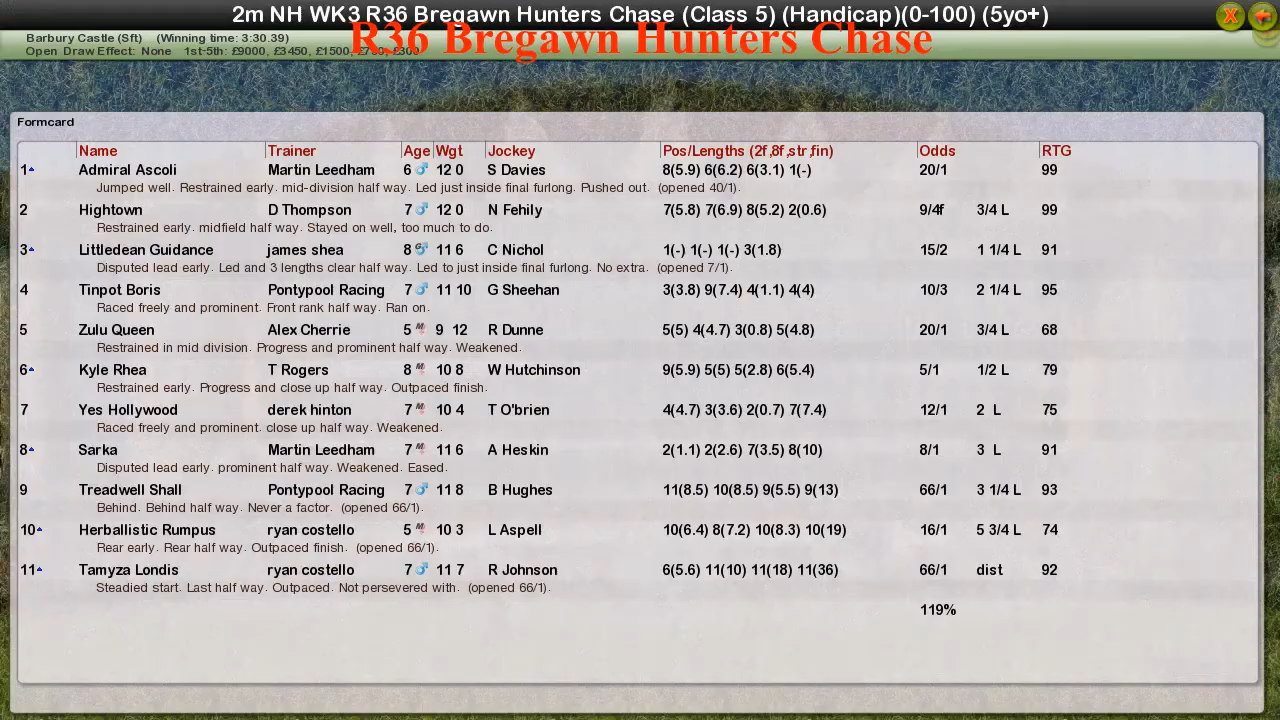 2m NH WK3 R36 Bregawn Hunters Chase (Class 5) (Handicap)(0-100) (5yo+)
R36 Bregawn Hunters Chase
Barbury Castle (Sft) (Winning time: 3:30.39)
Open Draw Effect: None 1st-5th: £9000, £3450, £1500, £750, £300
Formcard
Name Trainer Age Wgt Jockey Pos/Lengths (2f,8f,str,fin) Odds RTG
1 Admiral Ascoli Martin Leedham 6 12 0 S Davies 8(5.9) 6(6.2) 6(3.1) 1(-) 20/1 99
Jumped well. Restrained early. mid-division half way. Led just inside final furlong. Pushed out. (opened 40/1).
2 Hightown D Thompson 7 12 0 N Fehily 7(5.8) 7(6.9) 8(5.2) 2(0.6) 9/4f 3/4 L 99
Restrained early. midfield half way. Stayed on well, too much to do.
3 Littledean Guidance james shea 8 11 6 C Nichol 1(-) 1(-) 1(-) 3(1.8) 15/2 1 1/4 L 91
Disputed lead early. Led and 3 lengths clear half way. Led to just inside final furlong. No extra. (opened 7/1).
4 Tinpot Boris Pontypool Racing 7 11 10 G Sheehan 3(3.8) 9(7.4) 4(1.1) 4(4) 10/3 2 1/4 L 95
Raced freely and prominent. Front rank half way. Ran on.
5 Zulu Queen Alex Cherrie 5 9 12 R Dunne 5(5) 4(4.7) 3(0.8) 5(4.8) 20/1 3/4 L 68
Restrained in mid division. Progress and prominent half way. Weakened.
6 Kyle Rhea T Rogers 8 10 8 W Hutchinson 9(5.9) 5(5) 5(2.8) 6(5.4) 5/1 1/2 L 79
Restrained early. Progress and close up half way. Outpaced finish.
7 Yes Hollywood derek hinton 7 10 4 T O'brien 4(4.7) 3(3.6) 2(0.7) 7(7.4) 12/1 2 L 75
Raced freely and prominent. close up half way. Weakened.
8 Sarka Martin Leedham 7 11 6 A Heskin 2(1.1) 2(2.6) 7(3.5) 8(10) 8/1 3 L 91
Disputed lead early. prominent half way. Weakened. Eased.
9 Treadwell Shall Pontypool Racing 7 11 8 B Hughes 11(8.5) 10(8.5) 9(5.5) 9(13) 66/1 3 1/4 L 93
Behind. Behind half way. Never a factor. (opened 66/1).
10 Herballistic Rumpus ryan costello 5 10 3 L Aspell 10(6.4) 8(7.2) 10(8.3) 10(19) 16/1 5 3/4 L 74
Rear early. Rear half way. Outpaced finish. (opened 66/1).
11 Tamyza Londis ryan costello 7 11 7 R Johnson 6(5.6) 11(10) 11(18) 11(36) 66/1 dist 92
Steadied start. Last half way. Outpaced. Not persevered with. (opened 66/1).
119%